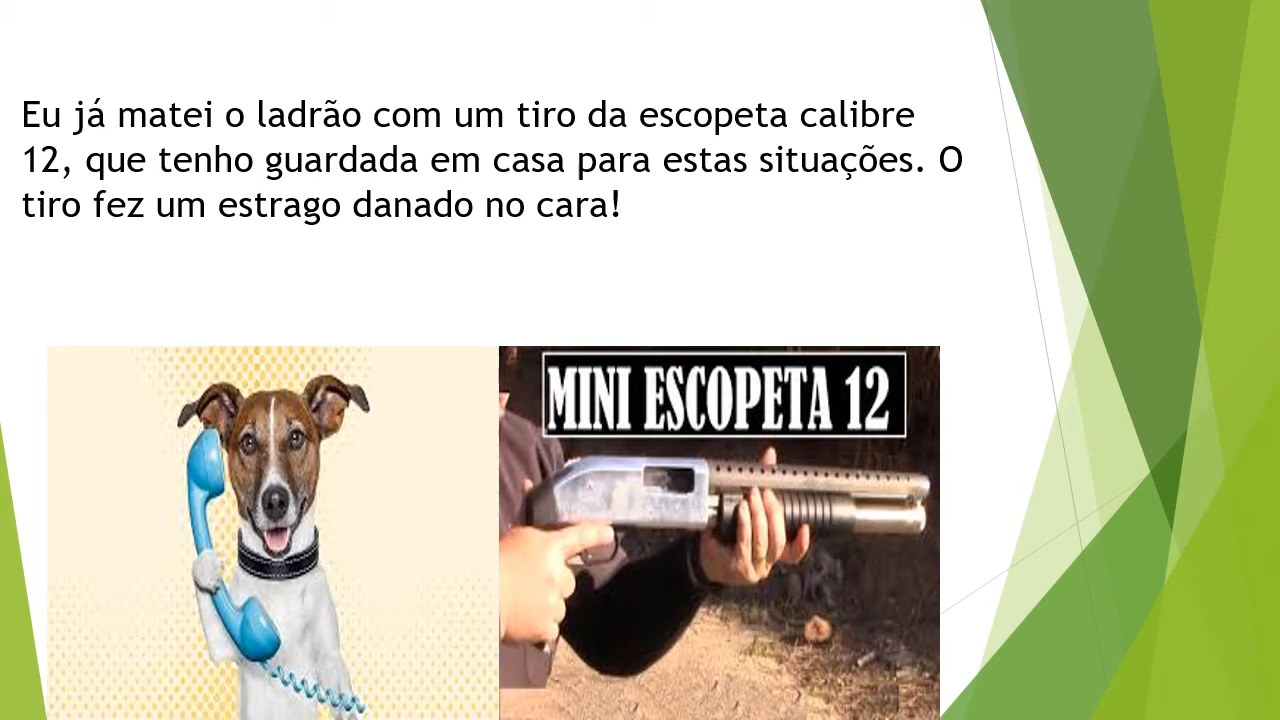 Eu já matei o ladrão com um tiro da escopeta calibre
12, que tenho guardada em casa para estas situações. O
tiro fez um estrago danado no cara!
MINI ESCOPETA 12